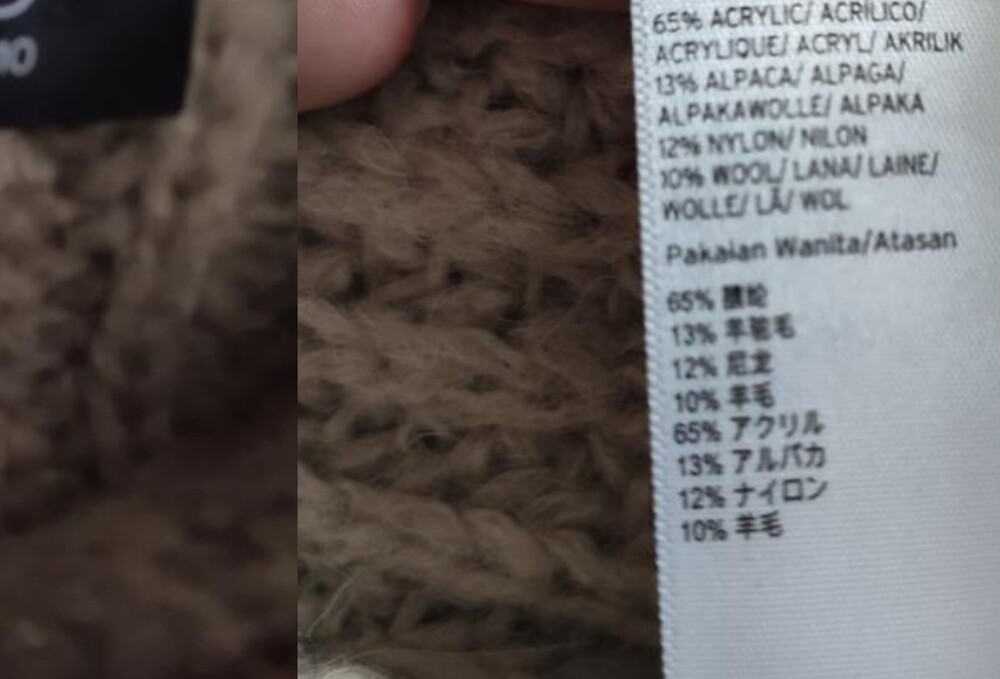 65% ACRYLIC/ ACRÍLICO/
ACRYLIQUE/ ACRYL/ AKRILIK
13% ALPACA/ ALPAGA/
ALPAKAWOLLE/ ALPAKA
12% NYLON/ NILON
10% WOOL/ LANA/ LAINE/
WOLLE/ LÃ/ WOL
Pakaian Wanita/Atasan
65% 腈纶
13% 羊驼毛
12% 尼龙
10% 羊毛
65% アクリル
13% アルパカ
12% ナイロン
10% 羊毛